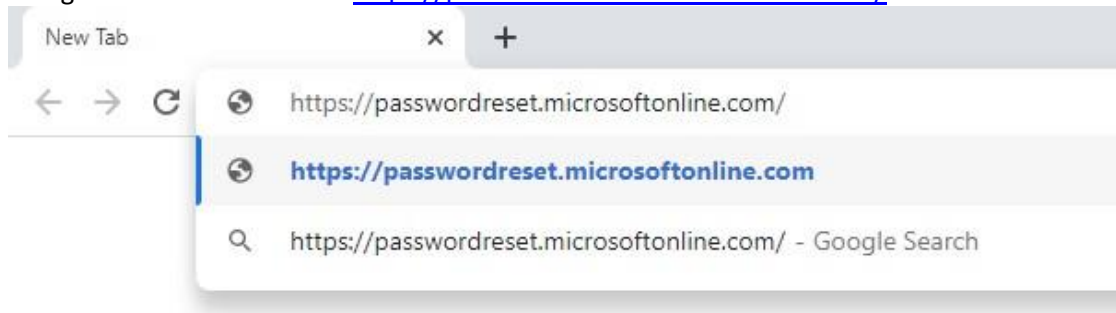 New Tab
https://passwordreset.microsoftonline.com/
https://passwordreset.microsoftonline.com
https://passwordreset.microsoftonline.com/ - Google Search